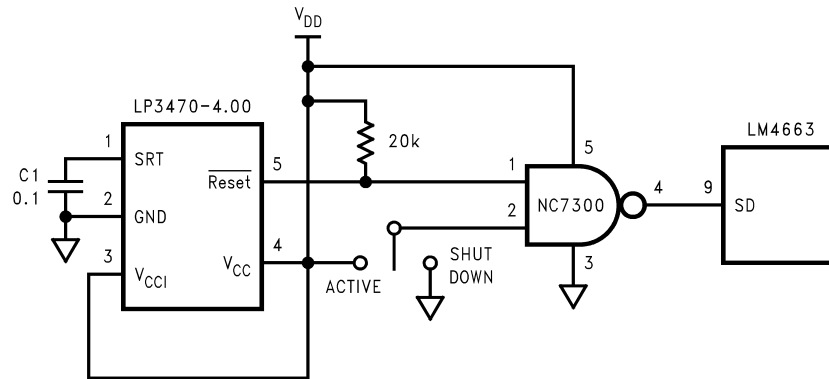 VDD
LP3470-4.00
1
SRT
C1
0.1
2
GND
3
VCCI
5
Reset
4
VCC
20k
ACTIVE
SHUT
DOWN
1
2
5
NC7300
3
4
LM4663
9
SD